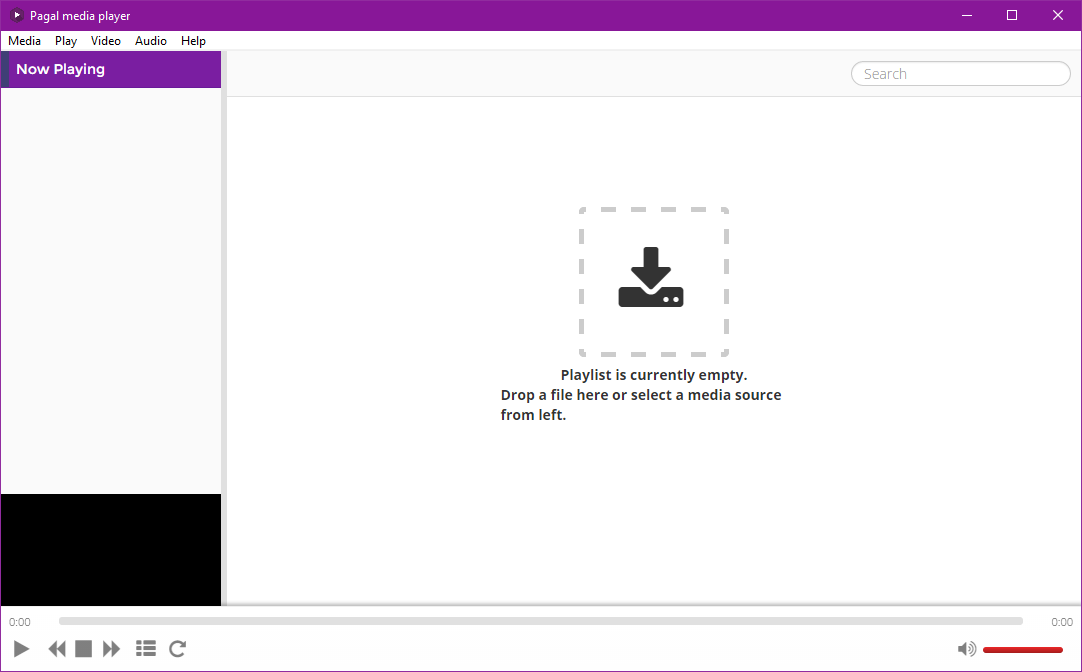 Pagal media player
Media Play Video Audio Help
Now Playing
Search
Playlist is currently empty.
Drop a file here or select a media source
from left.
0:00 0:00